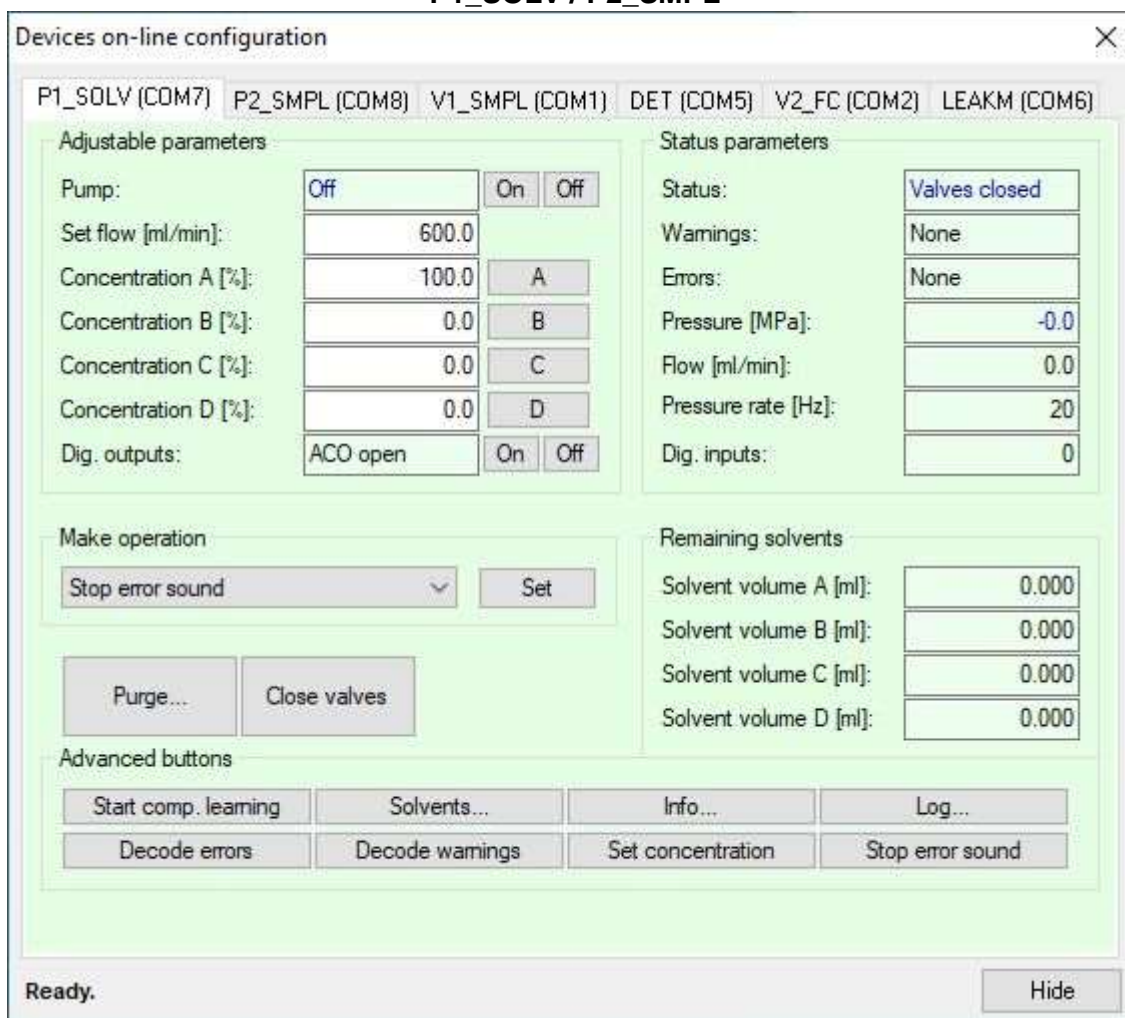 P1_SOLV / P2_SMPL
Devices on-line configuration
P1_SOLV (COM7) P2_SMPL (COM8) V1_SMPL (COM1) DET (COM5) V2_FC (COM2) LEAKM (COM6)
Adjustable parameters
Pump: Off On Off
Set flow [ml/min]: 600.0
Concentration A [%]: 100.0 A
Concentration B [%]: 0.0 B
Concentration C [%]: 0.0 C
Concentration D [%]: 0.0 D
Dig. outputs: ACO open On Off
Status parameters
Status: Valves closed
Warnings: None
Errors: None
Pressure [MPa]: -0.0
Flow [ml/min]: 0.0
Pressure rate [Hz]: 20
Dig. inputs: 0
Make operation
Stop error sound Set
Remaining solvents
Solvent volume A [ml]: 0.000
Solvent volume B [ml]: 0.000
Solvent volume C [ml]: 0.000
Solvent volume D [ml]: 0.000
Purge... Close valves
Advanced buttons
Start comp. learning Solvents... Info... Log...
Decode errors Decode warnings Set concentration Stop error sound
Ready. Hide